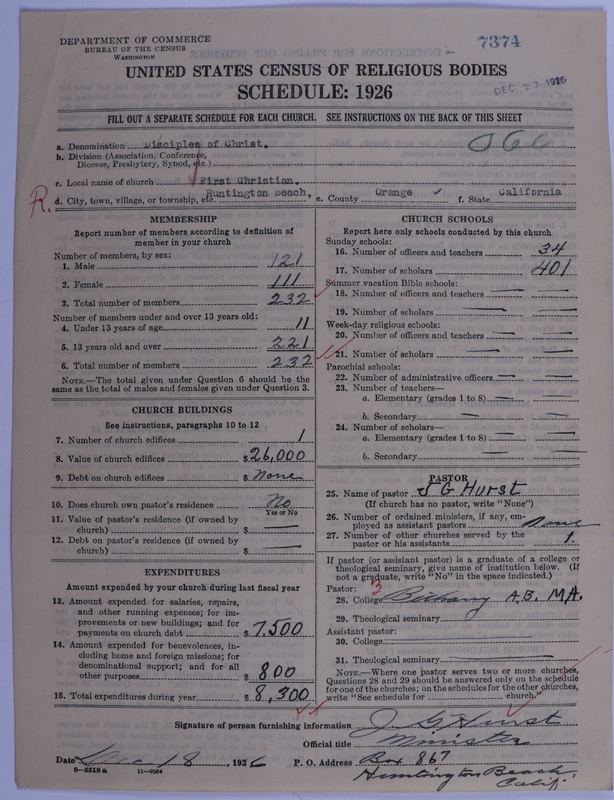 DEPARTMENT OF COMMERCE
BUREAU OF THE CENSUS
WASHINGTON
7374
UNITED STATES CENSUS OF RELIGIOUS BODIES
SCHEDULE: 1926
DEC 27 1926
FILL OUT A SEPARATE SCHEDULE FOR EACH CHURCH. SEE INSTRUCTIONS ON THE BACK OF THIS SHEET
a. Denomination Disciples of Christ.
b. Division (Association, Conference,
Diocese, Presbytery, Synod, etc.)
c. Local name of church First Christian,
R. d. City, town, village, or township, etc. Huntington Beach, e. County Orange f. State California
MEMBERSHIP
Report number of members according to definition of
member in your church
Number of members, by sex:
1. Male 121
2. Female 111
3. Total number of members 232
Number of members under and over 13 years old:
4. Under 13 years of age 11
5. 13 years old and over 221
6. Total number of members 232
NOTE.—The total given under Question 6 should be
same as the total of males and females given under Question 3.
CHURCH BUILDINGS
See instructions, paragraphs 10 to 12
7. Number of church edifices 1
8. Value of church edifices $26,000
9. Debt on church edifices $ None
10. Does church own pastor's residence No
Yes or No
11. Value of pastor's residence (if owned by
church) $
12. Debt on pastor's residence (if owned by
church) $
EXPENDITURES
Amount expended by your church during last fiscal year
13. Amount expended for salaries, repairs,
and other running expenses; for im-
provements or new buildings; and for
payments on church debt $ 7,500
14. Amount expended for benevolences, in-
cluding home and foreign missions; for
denominational support; and for all
other purposes $ 800
15. Total expenditures during year $ 8,300
CHURCH SCHOOLS
Report here only schools conducted by this church
Sunday schools:
16. Number of officers and teachers 34
17. Number of scholars 401
Summer vacation Bible schools:
18. Number of officers and teachers
19. Number of scholars
Week-day religious schools:
20. Number of officers and teachers
21. Number of scholars
Parochial schools:
22. Number of administrative officers
23. Number of teachers—
a. Elementary (grades 1 to 8)
b. Secondary
24. Number of scholars—
a. Elementary (grades 1 to 8)
b. Secondary
PASTOR
25. Name of pastor J G Hurst
(If church has no pastor, write "None")
26. Number of ordained ministers, if any, em-
ployed as assistant pastors None
27. Number of other churches served by the
pastor or his assistants 1.
If pastor (or assistant pastor) is a graduate of a college or
theological seminary, give name of institution below. (If
not a graduate, write "No" in the space indicated.)
Pastor: 3
28. College Bethany A.B. M.A.
29. Theological seminary
Assistant pastor:
30. College
31. Theological seminary
NOTE.—Where one pastor serves two or more churches,
Questions 28 and 29 should be answered only on the schedule
for one of the churches; on the schedules for the other churches,
write "See schedule for church."
Signature of person furnishing information J G Hurst
Official title Minister
Date 18, 1926 P. O. Address Box 867
6-5518a 11-9054 Huntington Beach
Calif.